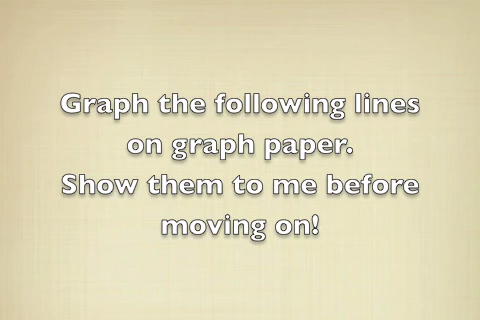 Graph the following lines
on graph paper.
Show them to me before
moving on!